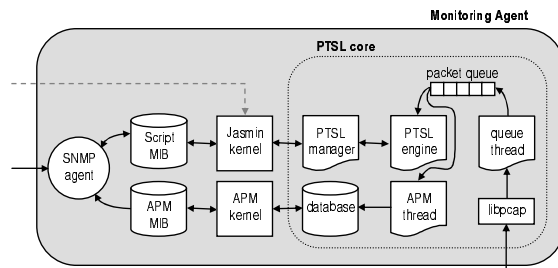 Monitoring Agent
PTSL core
packet queue
Script
MIB
Jasmin
kernel
PTSL
manager
PTSL
engine
queue
thread
SNMP
agent
APM
MIB
APM
kernel
database
APM
thread
libpcap